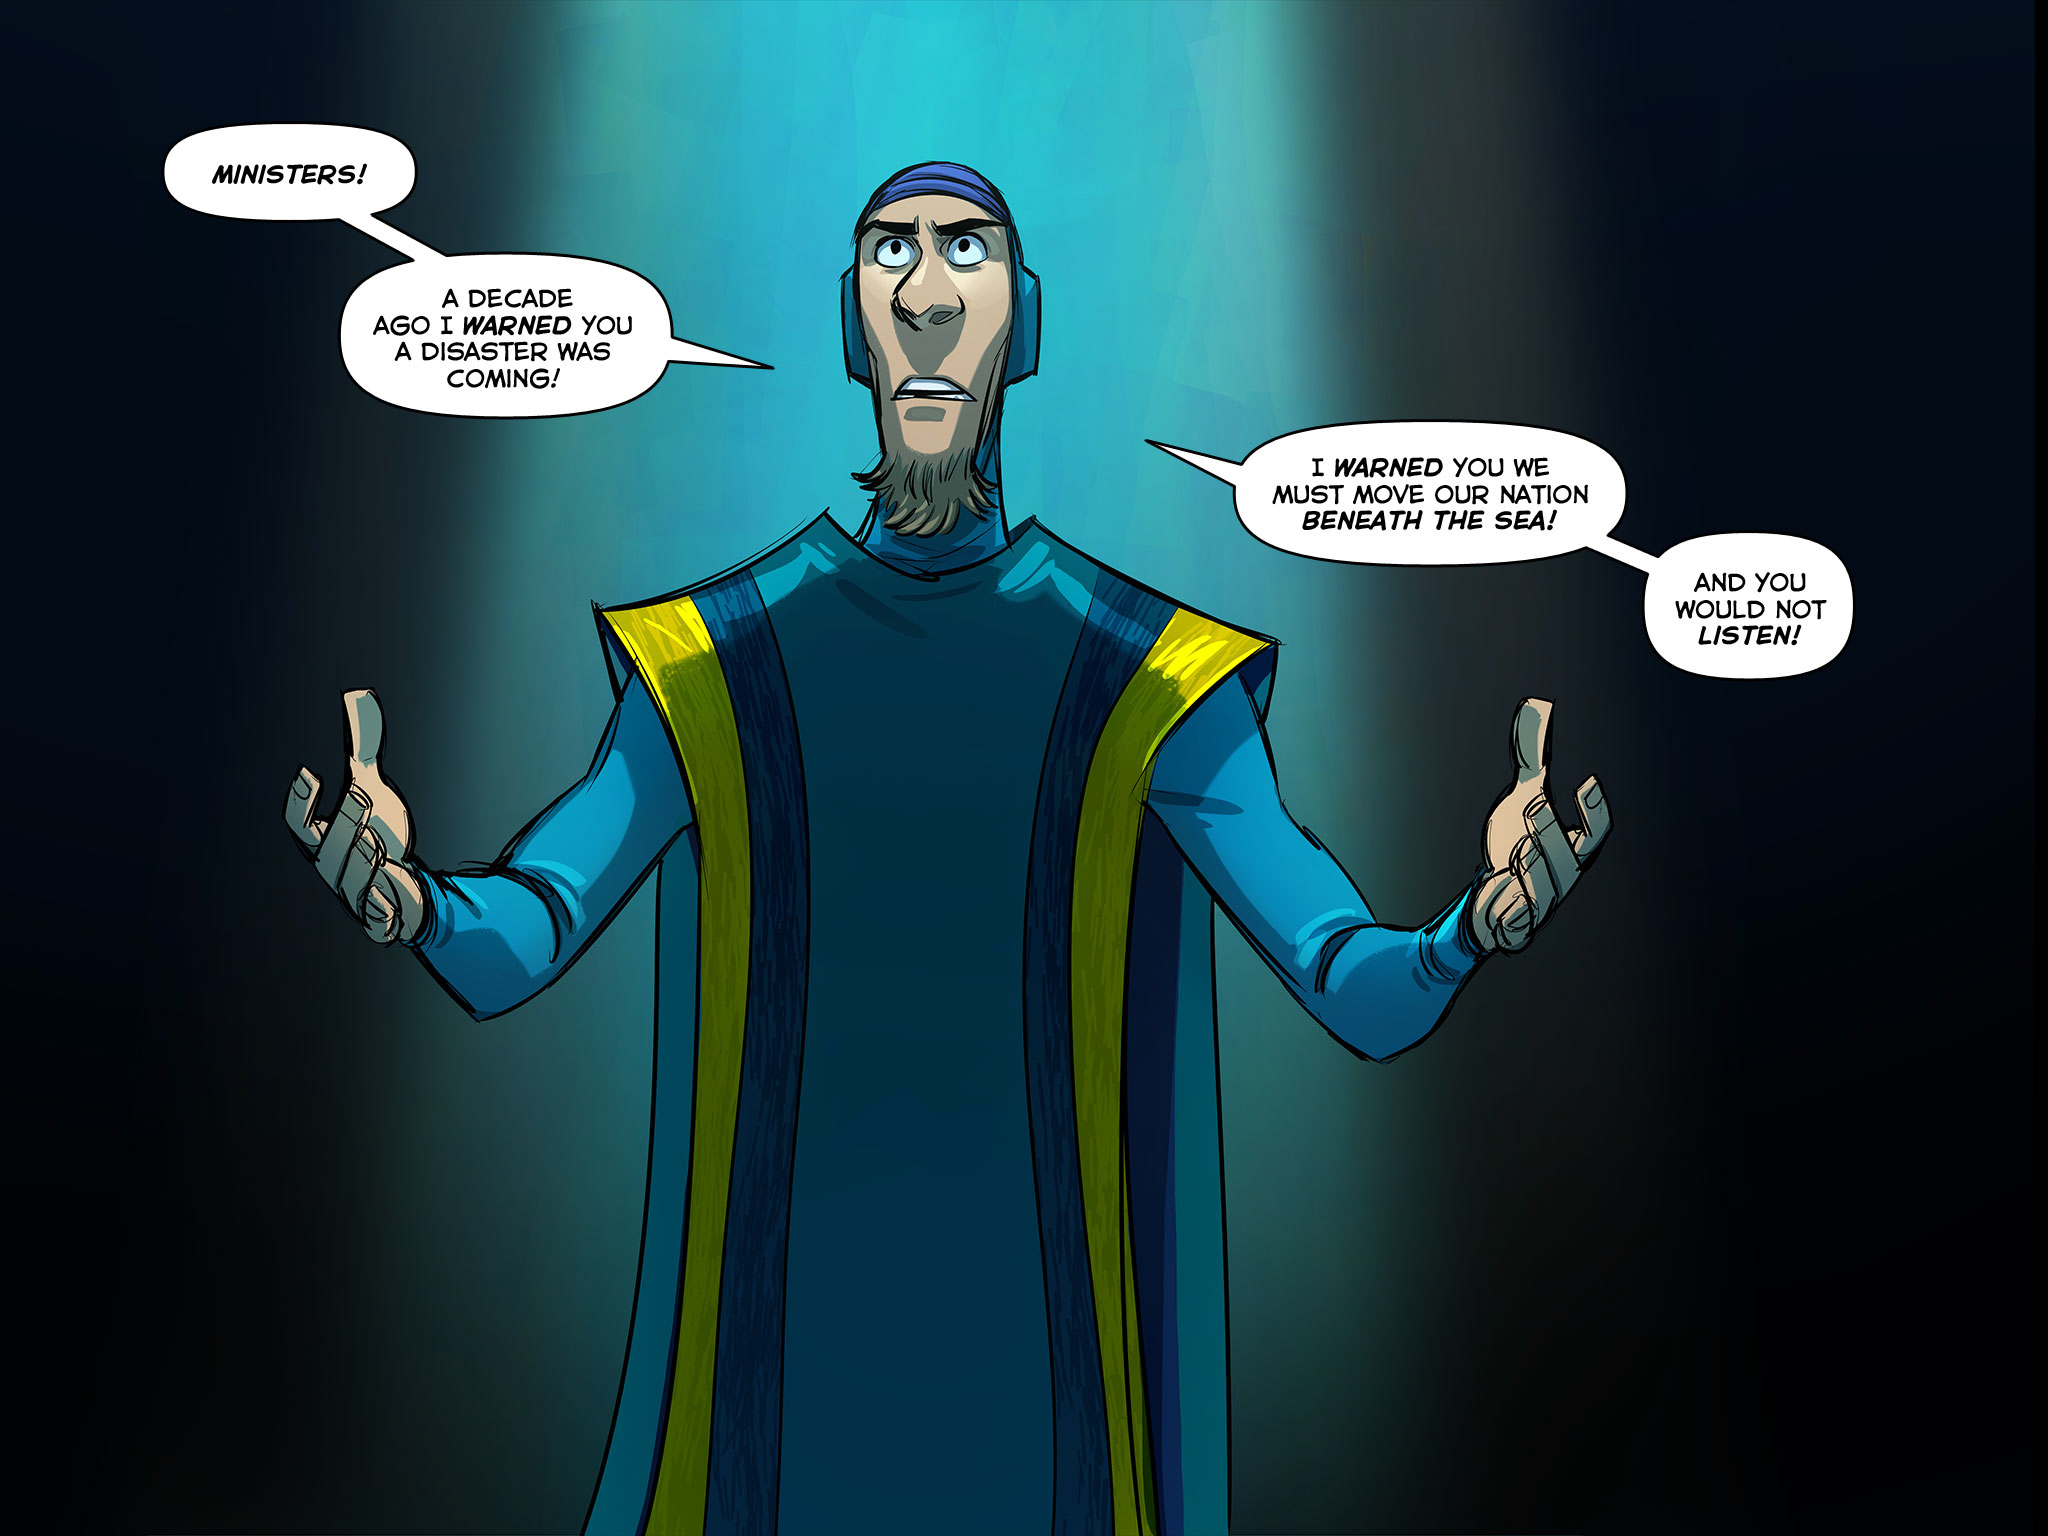 MINISTERS!
A DECADE
AGO I WARNED YOU
A DISASTER WAS
COMING!
I WARNED YOU WE
MUST MOVE OUR NATION
BENEATH THE SEA!
AND YOU
WOULD NOT
LISTEN!